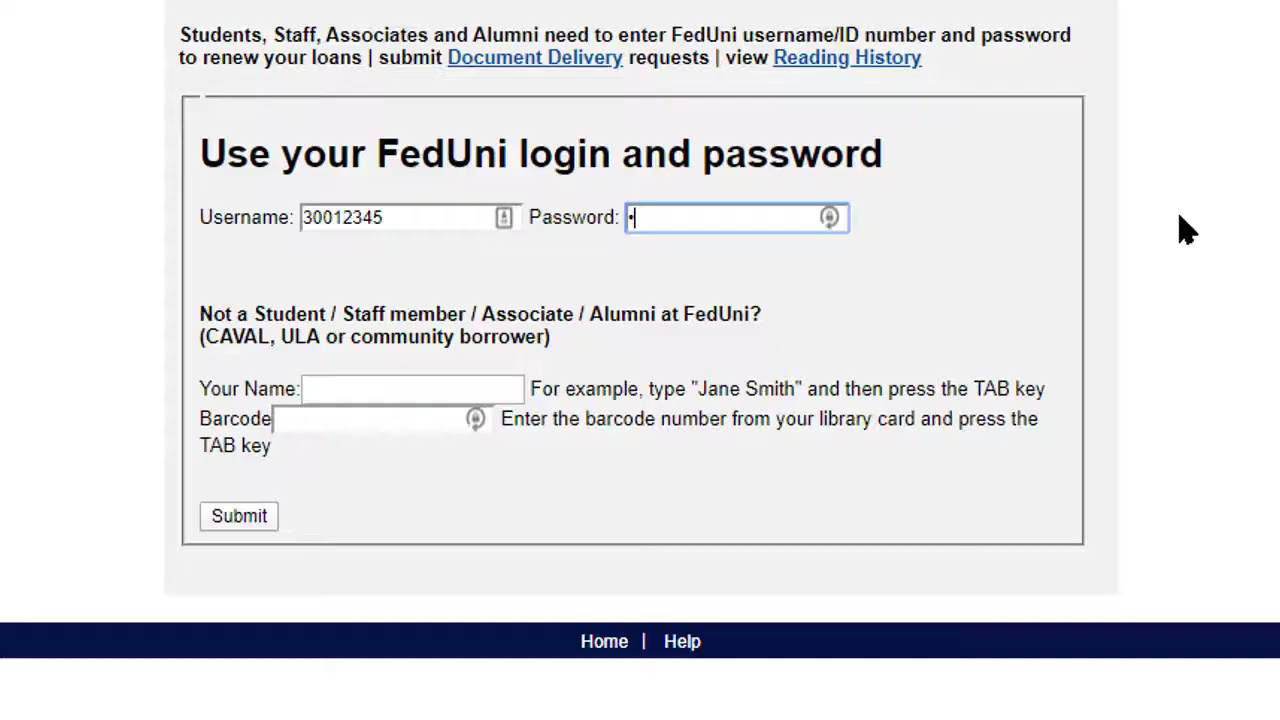 Students, Staff, Associates and Alumni need to enter FedUni username/ID number and password
to renew your loans | submit Document Delivery requests | view Reading History
Use your FedUni login and password
Username: 30012345 Password: •
Not a Student / Staff member / Associate / Alumni at FedUni?
(CAVAL, ULA or community borrower)
Your Name: For example, type "Jane Smith" and then press the TAB key
Barcode Enter the barcode number from your library card and press the
TAB key
Submit
Home | Help